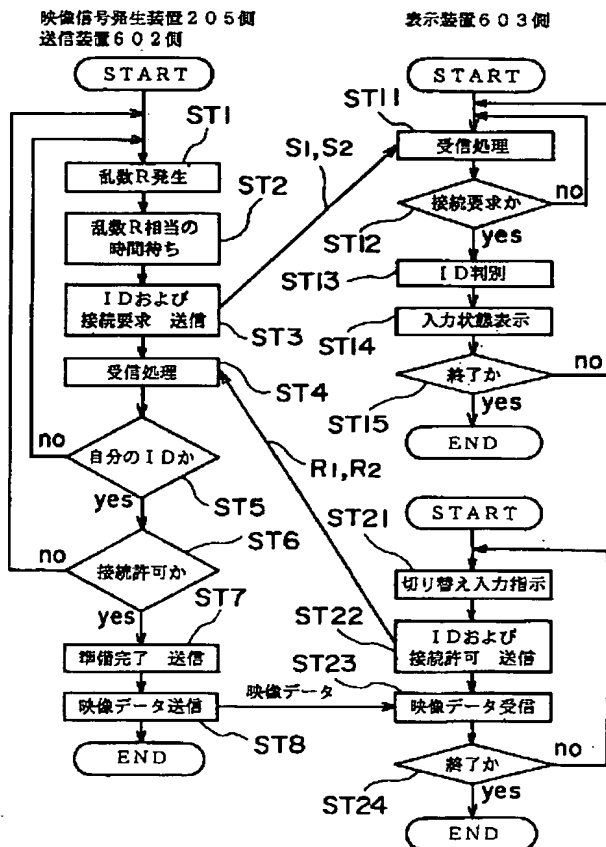 映像信号発生装置205側
送信装置602側
START
ST1
乱数R発生
ST2
乱数R相当の
時間待ち
IDおよび
接続要求 送信
ST3
受信処理
ST4
no
自分のIDか
yes
ST5
ST6
no
接続許可か
yes
ST7
準備完了 送信
映像データ送信
ST8
END
S1,S2
R1,R2
映像データ
表示装置603側
START
ST11
受信処理
no
接続要求か
ST12
yes
ST13
ID判別
入力状態表示
ST14
no
終了か
ST15
yes
END
START
ST21
切り替え入力指示
ST22
IDおよび
接続許可 送信
ST23
映像データ受信
no
終了か
ST24
yes
END